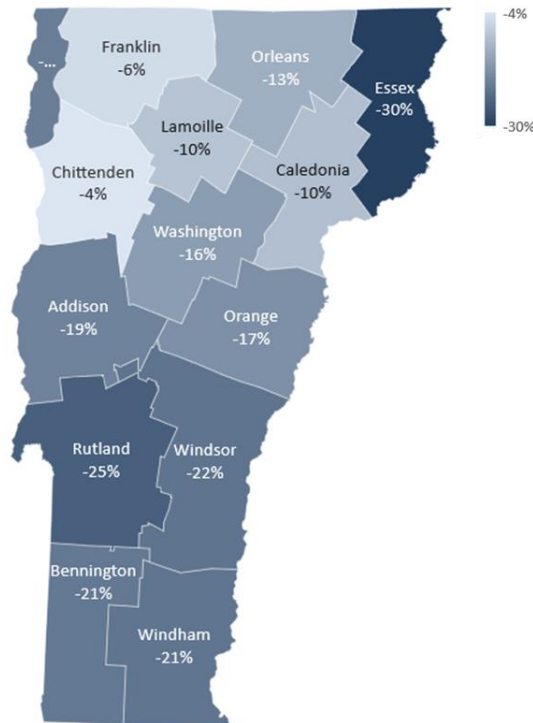 Franklin
-6%
Orleans
-13%
Essex
-30%
-...
Lamoille
-10%
Chittenden
-4%
Caledonia
-10%
Washington
-16%
Addison
-19%
Orange
-17%
Rutland
-25%
Windsor
-22%
Bennington
-21%
Windham
-21%
-4%
-30%